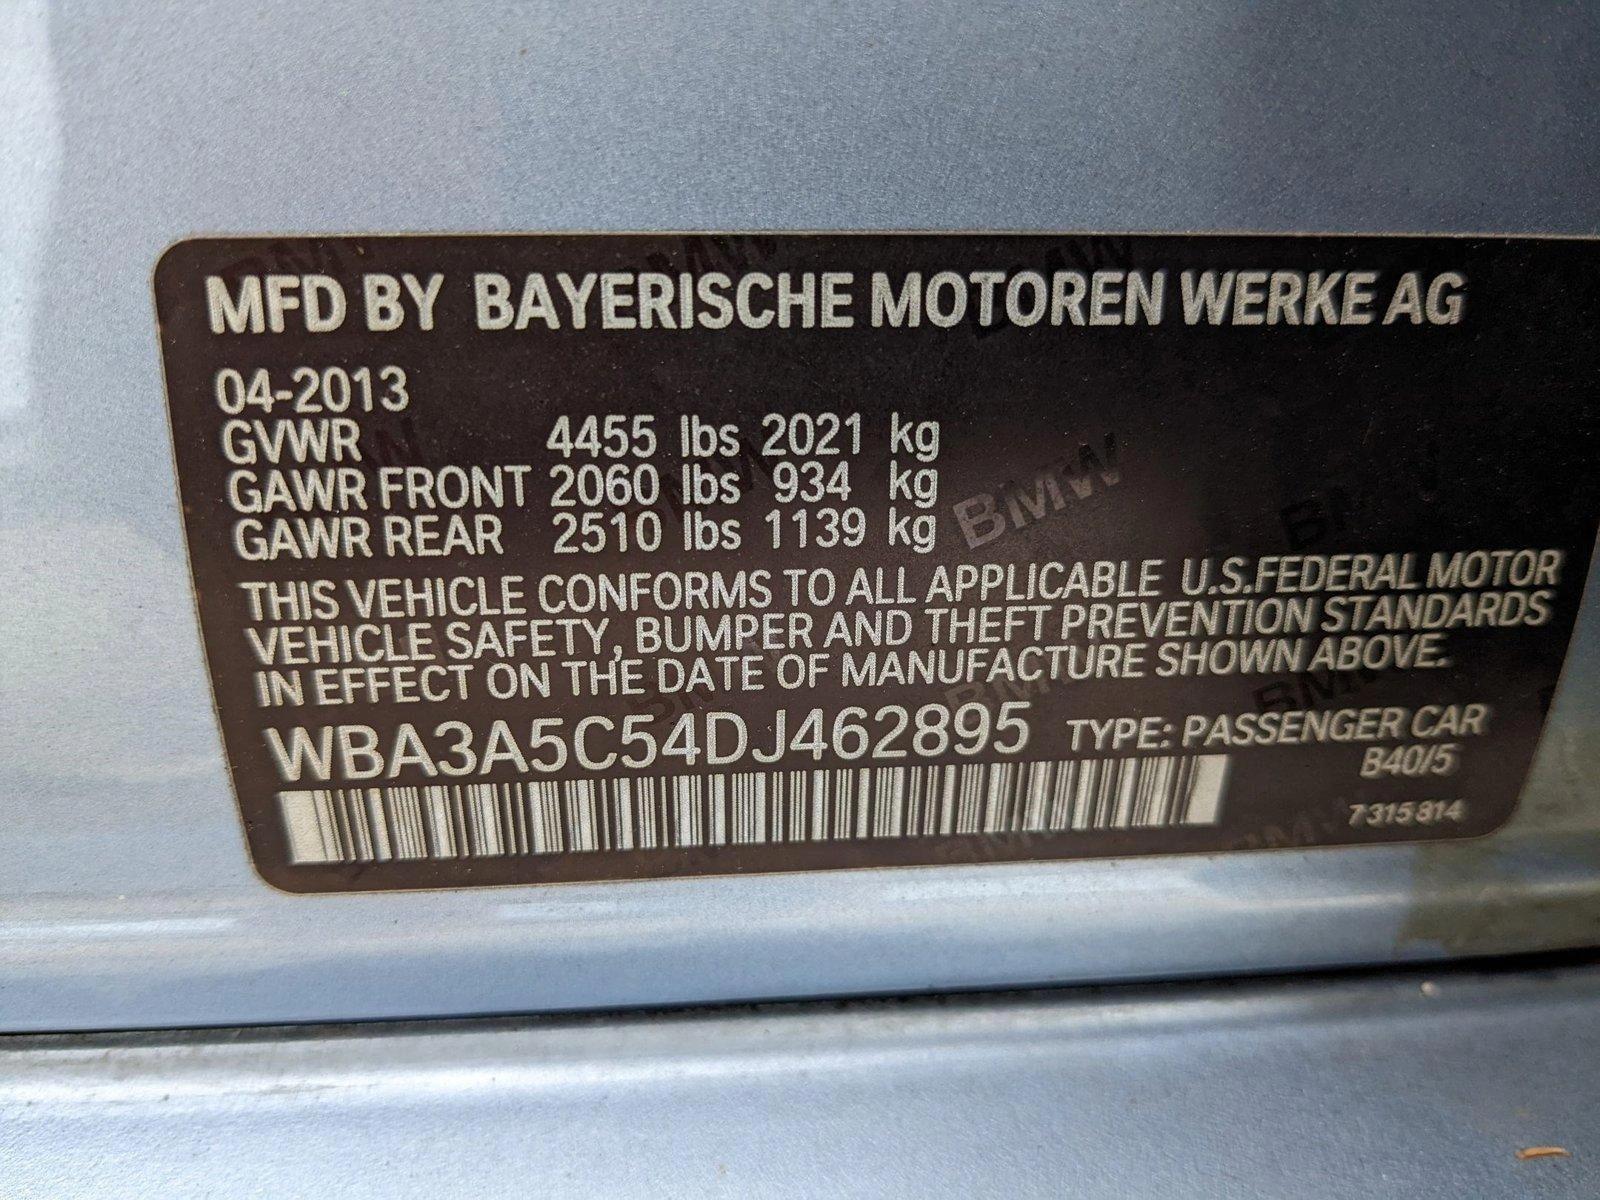 MFD BY BAYERISCHE MOTOREN WERKE AG
04-2013
GVWR 4455 lbs 2021 kg
GAWR FRONT 2060 lbs 934 kg
GAWR REAR 2510 lbs 1139 kg
THIS VEHICLE CONFORMS TO ALL APPLICABLE U.S.FEDERAL MOTOR
VEHICLE SAFETY, BUMPER AND THEFT PREVENTION STANDARDS
IN EFFECT ON THE DATE OF MANUFACTURE SHOWN ABOVE.
WBA3A5C54DJ462895 TYPE: PASSENGER CAR
B40/5
7 315 814